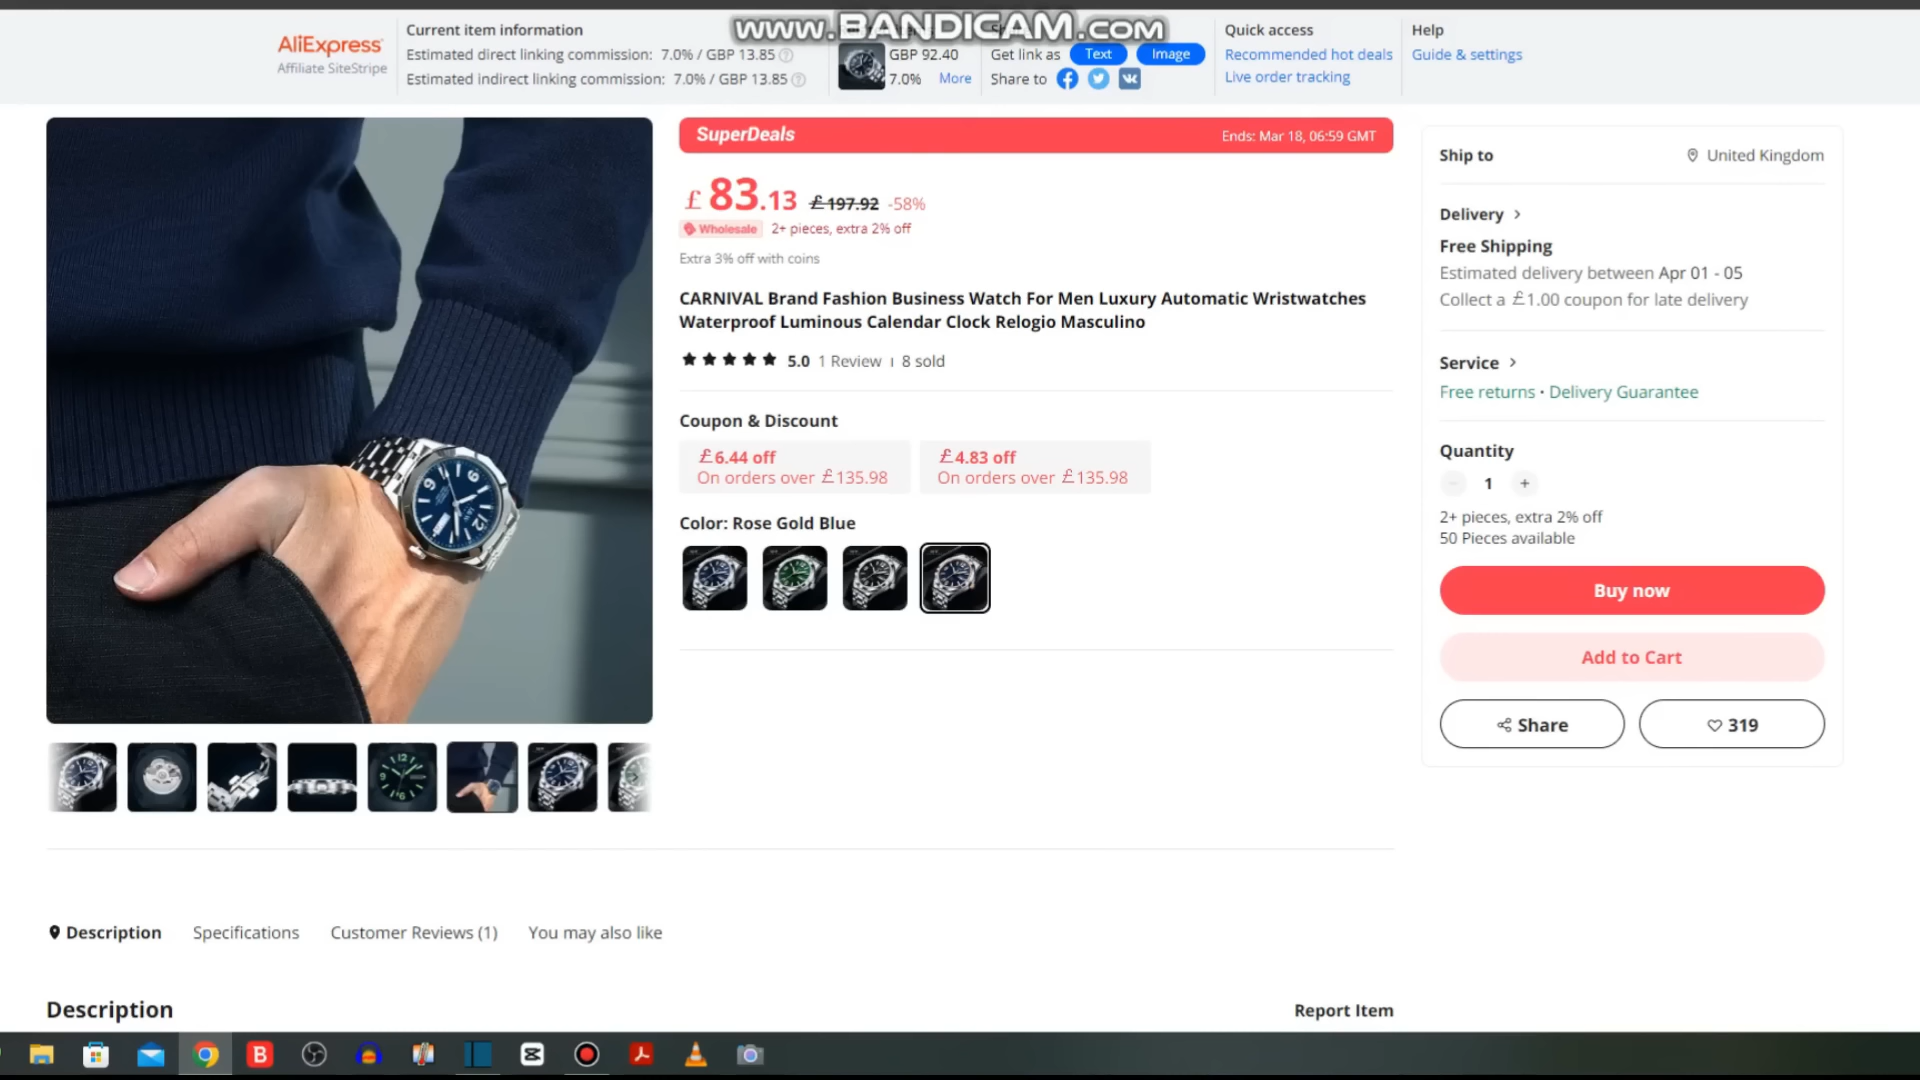 www.BANDICAM.com
AliExpress
Affiliate SiteStripe
Current item information
Estimated direct linking commission: 7.0% / GBP 13.85
Estimated indirect linking commission: 7.0% / GBP 13.85
GBP 92.40
7.0% More
Get link as Text Image
Share to
Quick access
Recommended hot deals
Live order tracking
Help
Guide & settings
SuperDeals
Ends: Mar 18, 06:59 GMT
£83.13 £197.92 -58%
Wholesale 2+ pieces, extra 2% off
Extra 3% off with coins
CARNIVAL Brand Fashion Business Watch For Men Luxury Automatic Wristwatches
Waterproof Luminous Calendar Clock Relogio Masculino
5.0 1 Review 8 sold
Coupon & Discount
£6.44 off
On orders over £135.98
£4.83 off
On orders over £135.98
Color: Rose Gold Blue
Ship to United Kingdom
Delivery
Free Shipping
Estimated delivery between Apr 01 - 05
Collect a £1.00 coupon for late delivery
Service
Free returns · Delivery Guarantee
Quantity
1
2+ pieces, extra 2% off
50 Pieces available
Buy now
Add to Cart
Share
319
Description
Specifications
Customer Reviews (1)
You may also like
Description
Report Item